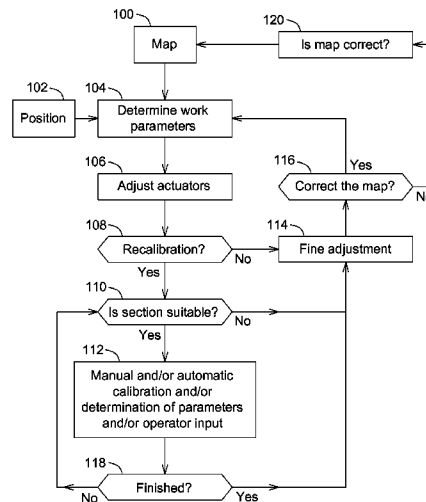 100
120
Map
Is map correct?
102
104
Position
Determine work
parameters
116
Yes
106
Adjust actuators
Correct the map?
108
114
Recalibration?
No
Fine adjustment
Yes
110
Is section suitable?
No
Yes
112
Manual and/or automatic
calibration and/or
determination of parameters
and/or operator input
118
Finished?
No
Yes